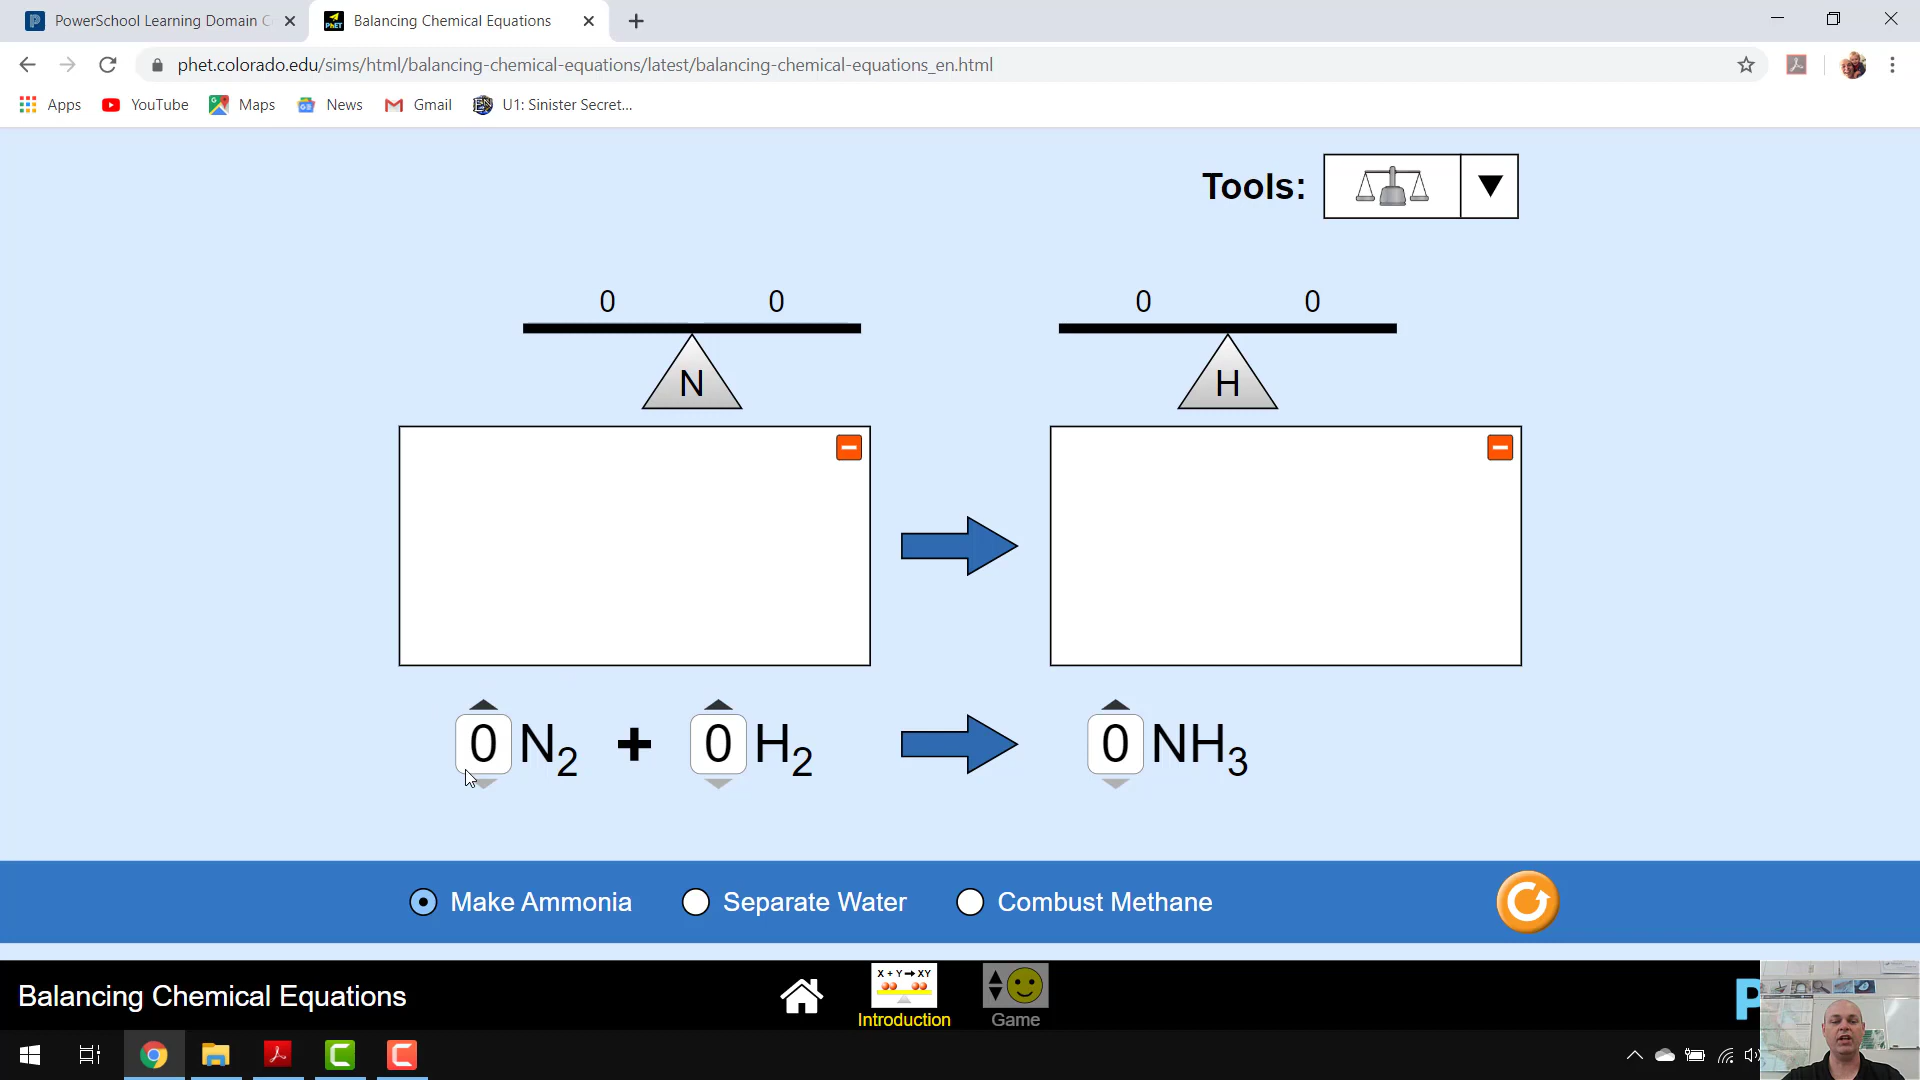 PowerSchool Learning Domain C
Balancing Chemical Equations
phet.colorado.edu/sims/html/balancing-chemical-equations/latest/balancing-chemical-equations_en.html
Apps YouTube Maps News Gmail U1: Sinister Secret...
Tools:
0 0 0 0
N H
0 N2 + 0 H2 0 NH3
Make Ammonia Separate Water Combust Methane
X + Y → XY
Balancing Chemical Equations
Introduction Game
P